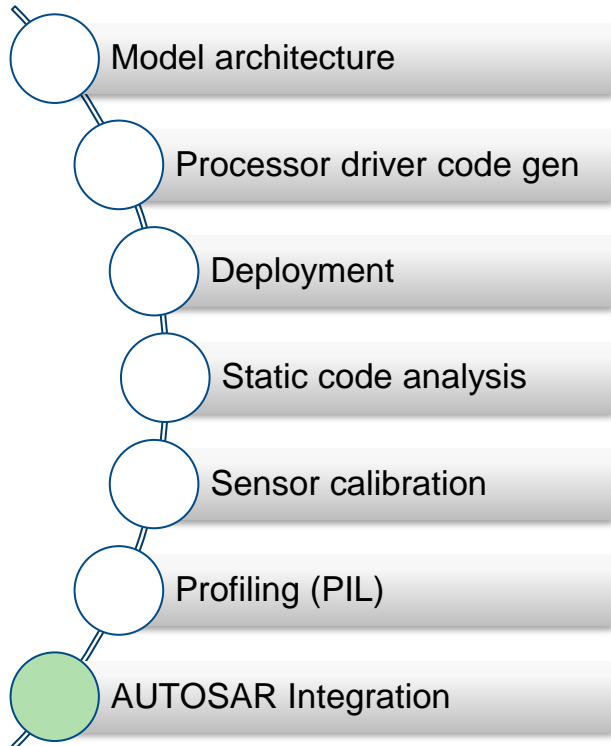 Model architecture
Processor driver code gen
Deployment
Static code analysis
Sensor calibration
Profiling (PIL)
AUTOSAR Integration